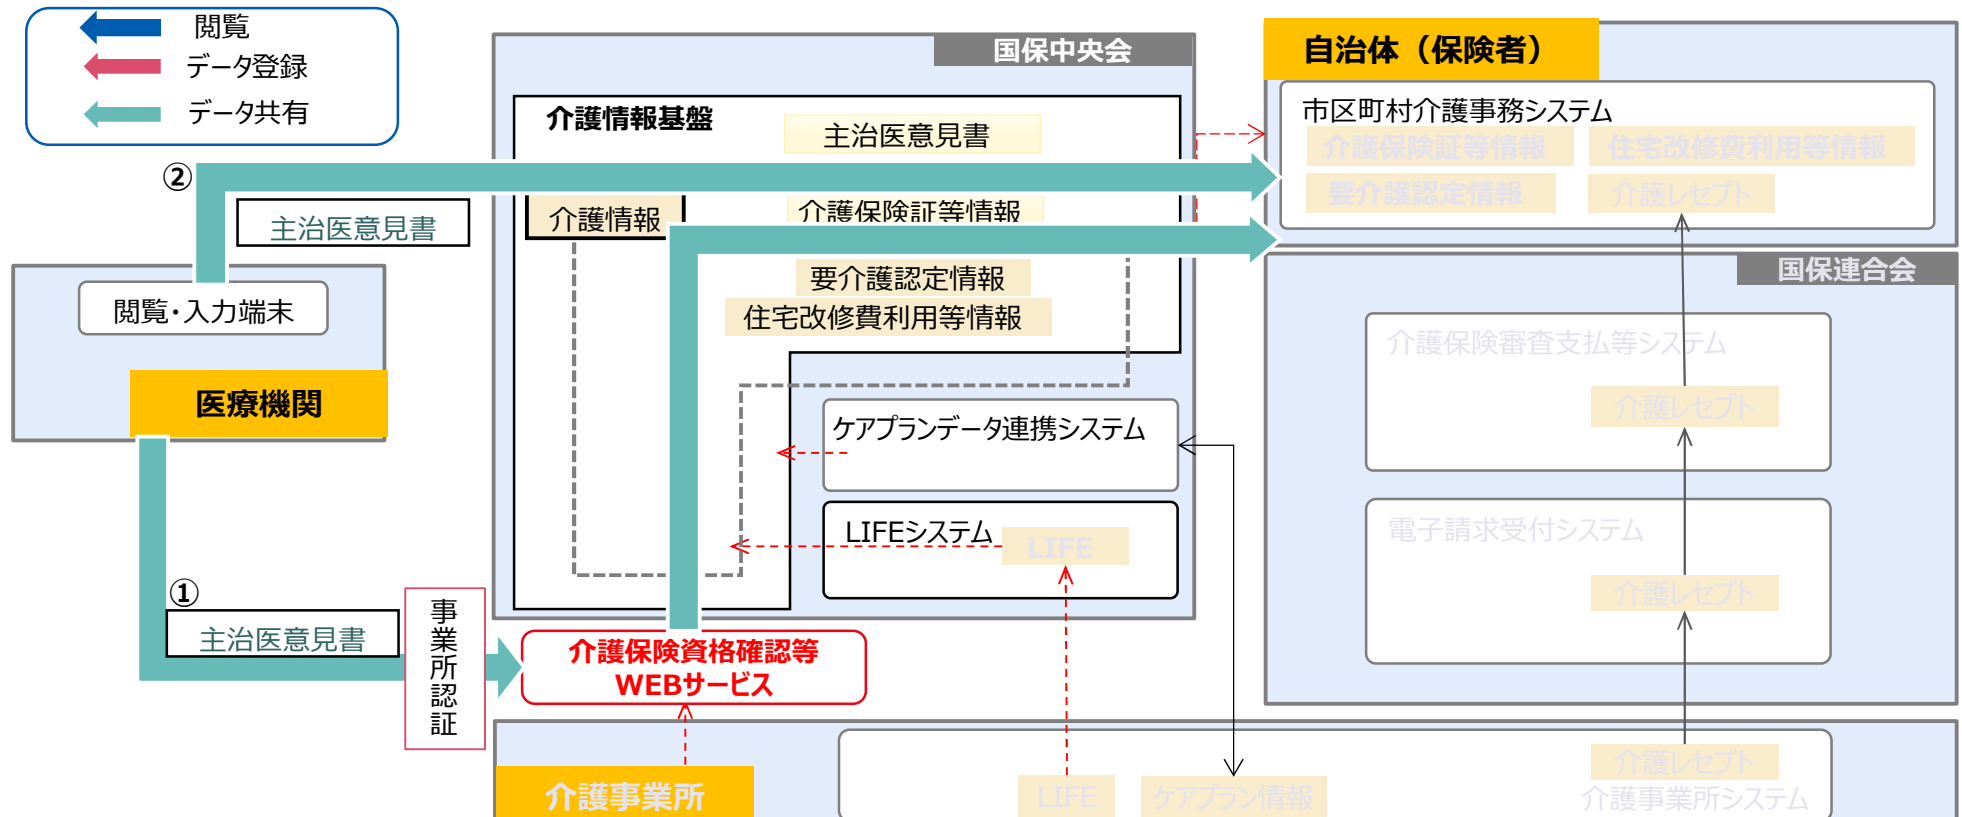 閲覧
データ登録
データ共有
国保中央会
自治体（保険者）
介護情報基盤
主治医意見書
市区町村介護事務システム
介護保険証等情報
住宅改修費利用等情報
要介護認定情報
介護レセプト
②
主治医意見書
介護情報
介護保険証等情報
要介護認定情報
住宅改修費利用等情報
国保連合会
閲覧・入力端末
医療機関
介護保険審査支払等システム
介護レセプト
ケアプランデータ連携システム
LIFEシステム
LIFE
電子請求受付システム
介護レセプト
①
主治医意見書
事業所認証
介護保険資格確認等
WEBサービス
介護事業所
LIFE
ケアプラン情報
介護レセプト
介護事業所システム